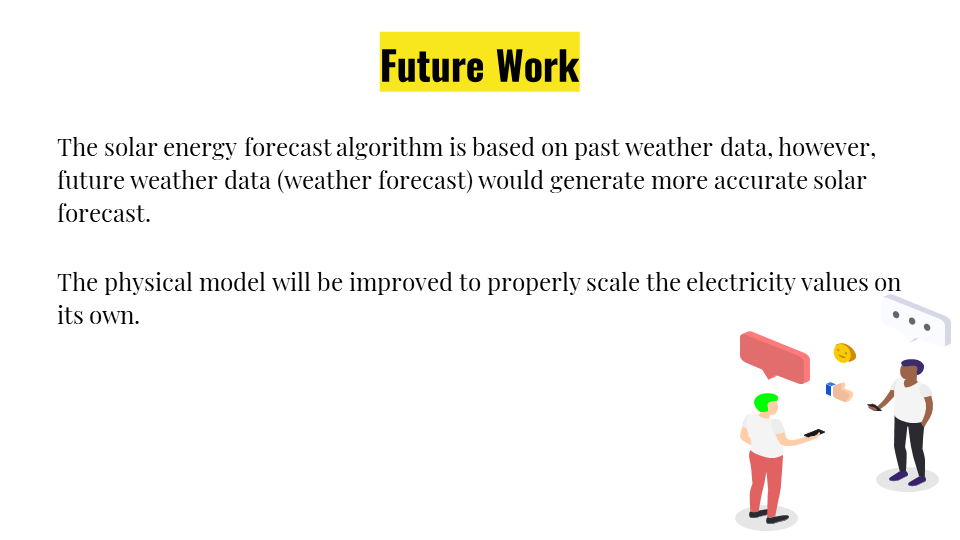 Future Work
The solar energy forecast algorithm is based on past weather data, however,
future weather data (weather forecast) would generate more accurate solar
forecast.
The physical model will be improved to properly scale the electricity values on
its own.